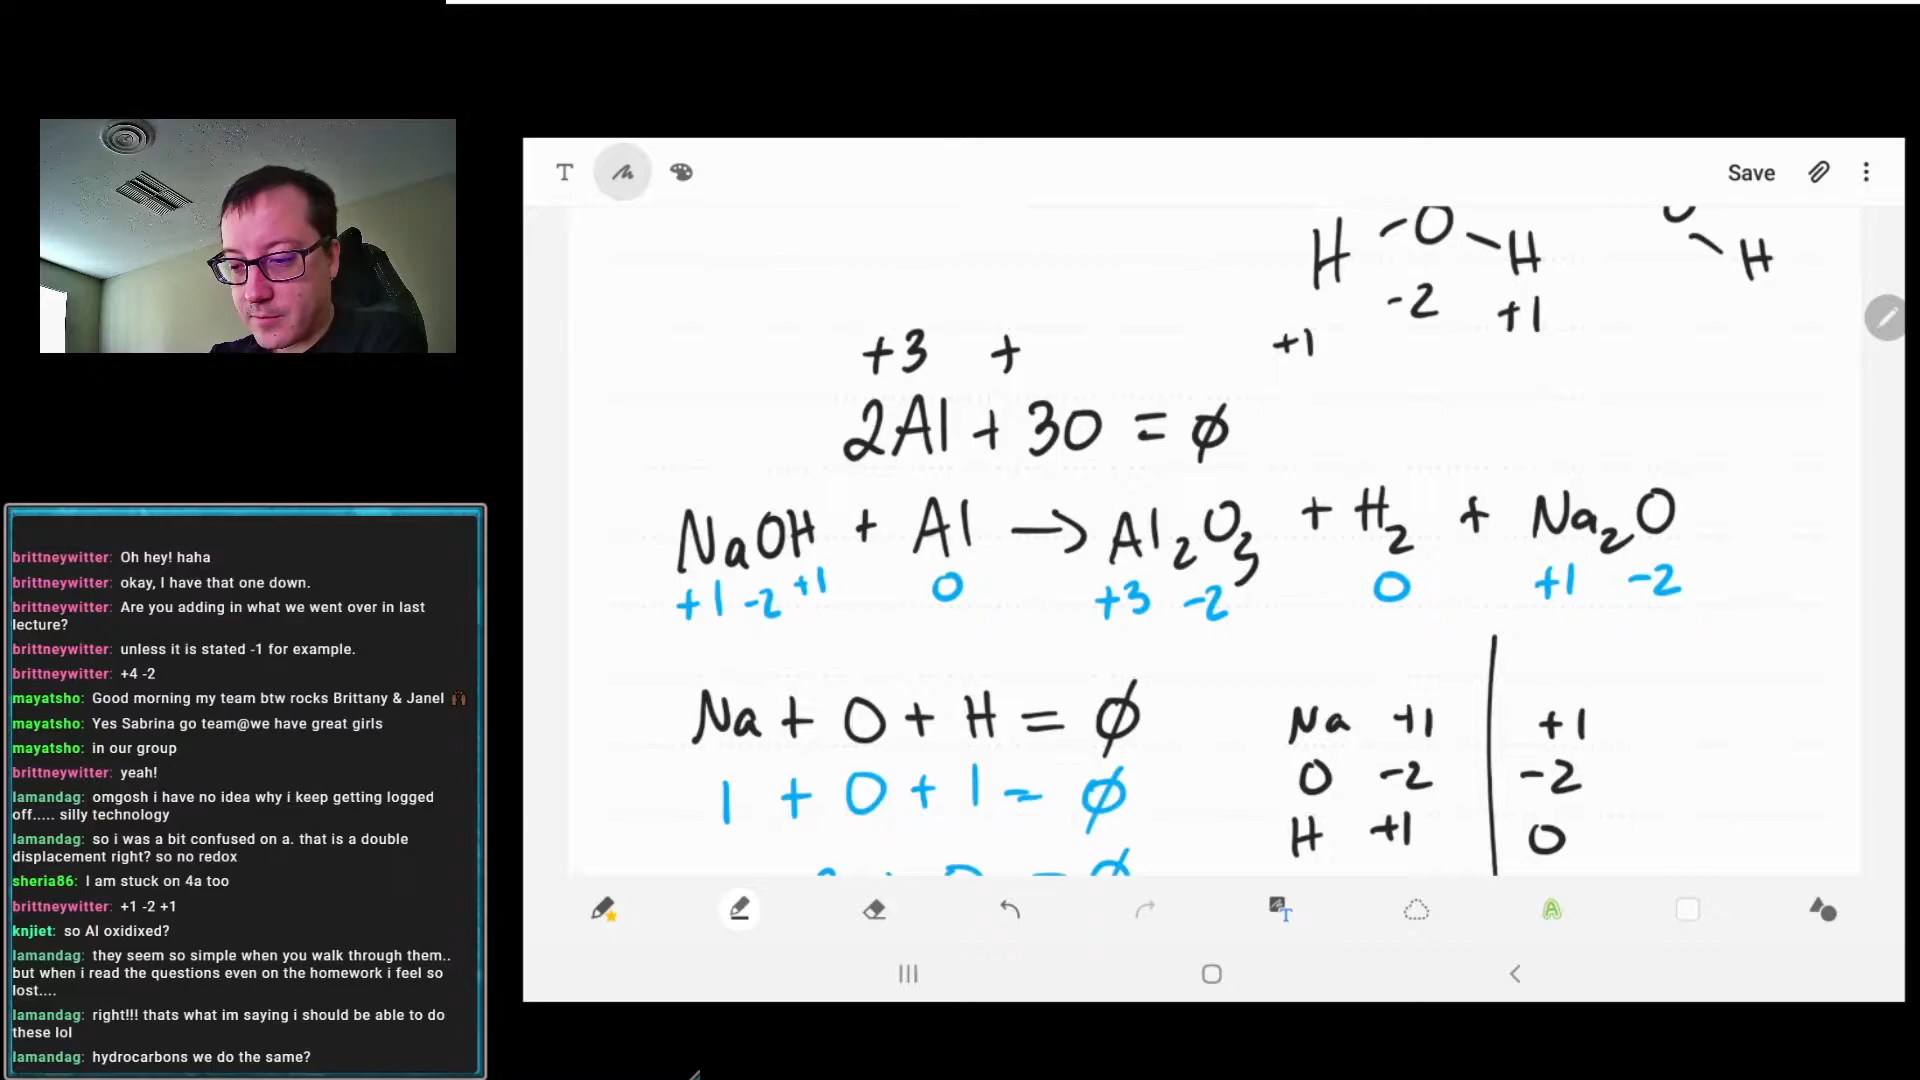 T
Save
H - O - H
H
-2 +1
+1
+3 +
2Al + 3O = ∅
NaOH + Al → Al2O3 + H2 + Na2O
+1 -2 +1 0 +3 -2 0 +1 -2
Na + O + H = ∅
1 + 0 + 1 = ∅
Na +1 +1
O -2 -2
H +1 0
brittneywitter: Oh hey! haha
brittneywitter: okay, I have that one down.
brittneywitter: Are you adding in what we went over in last
lecture?
brittneywitter: unless it is stated -1 for example.
brittneywitter: +4 -2
mayatsho: Good morning my team btw rocks Brittany & Janel
mayatsho: Yes Sabrina go team@we have great girls
mayatsho: in our group
brittneywitter: yeah!
lamandag: omgosh i have no idea why i keep getting logged
off..... silly technology
lamandag: so i was a bit confused on a. that is a double
displacement right? so no redox
sheria86: I am stuck on 4a too
brittneywitter: +1 -2 +1
knjiet: so Al oxidixed?
lamandag: they seem so simple when you walk through them..
but when i read the questions even on the homework i feel so
lost....
lamandag: right!!! thats what im saying i should be able to do
these lol
lamandag: hydrocarbons we do the same?